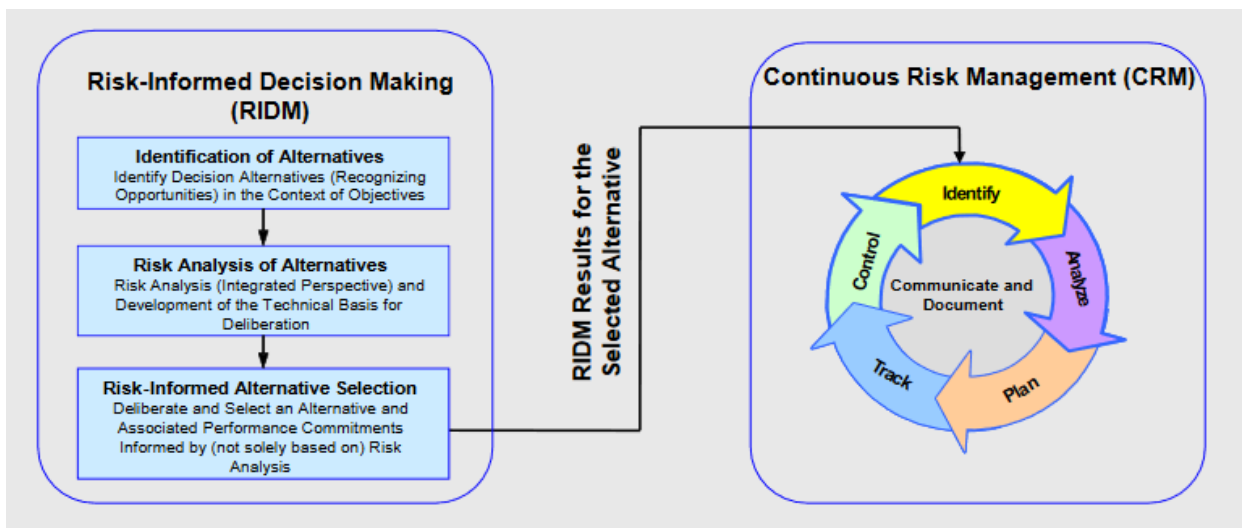 Risk-Informed Decision Making
(RIDM)
Identification of Alternatives
Identify Decision Alternatives (Recognizing
Opportunities) in the Context of Objectives
Risk Analysis of Alternatives
Risk Analysis (Integrated Perspective) and
Development of the Technical Basis for
Deliberation
Risk-Informed Alternative Selection
Deliberate and Select an Alternative and
Associated Performance Commitments
Informed by (not solely based on) Risk
Analysis
RIDM Results for the
Selected Alternative
Continuous Risk Management (CRM)
Identify
Analyze
Plan
Track
Control
Communicate and
Document